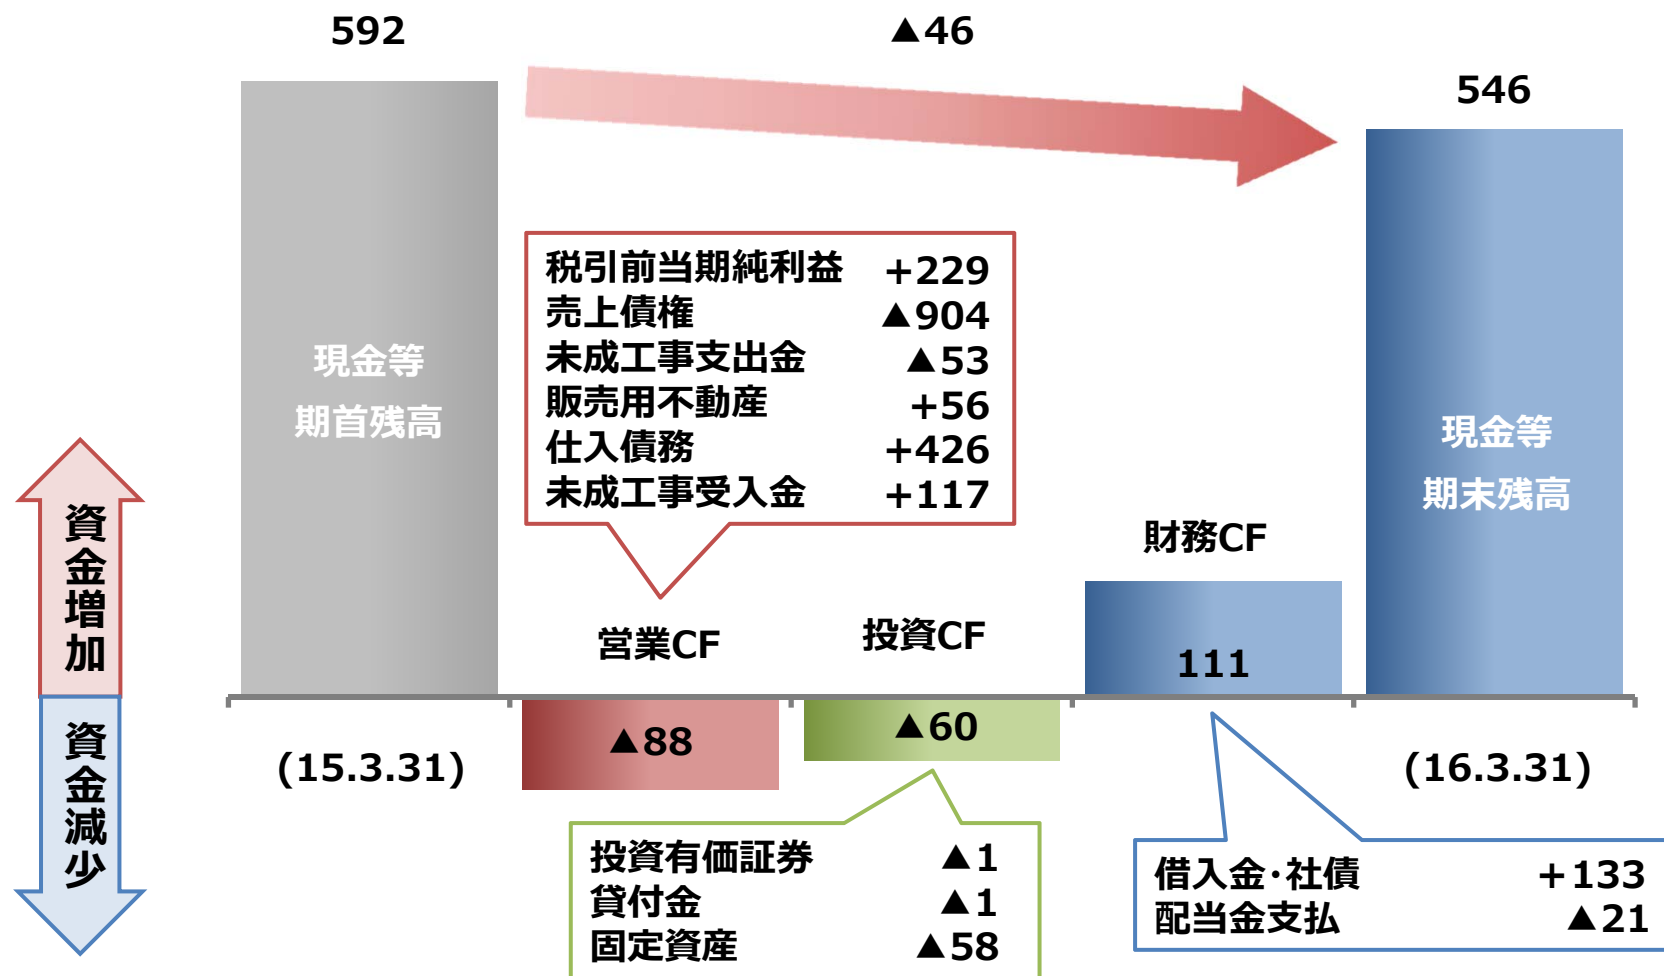 592
▲46
546
現金等
期首残高
税引前当期純利益 +229
売上債権 ▲904
未成工事支出金 ▲53
販売用不動産 +56
仕入債務 +426
未成工事受入金 +117
現金等
期末残高
資金増加
資金減少
営業CF
投資CF
財務CF
▲88
▲60
111
(15.3.31)
(16.3.31)
投資有価証券 ▲1
貸付金 ▲1
固定資産 ▲58
借入金・社債 +133
配当金支払 ▲21